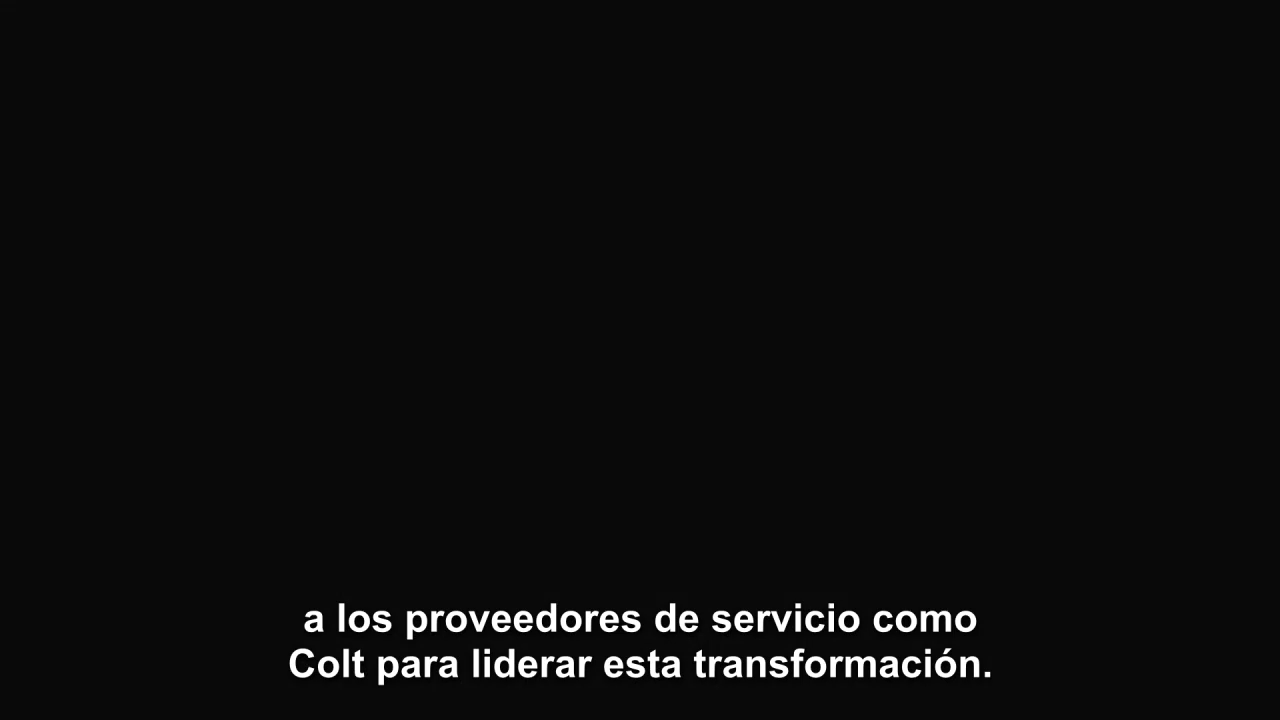 a los proveedores de servicio como
Colt para liderar esta transformación.